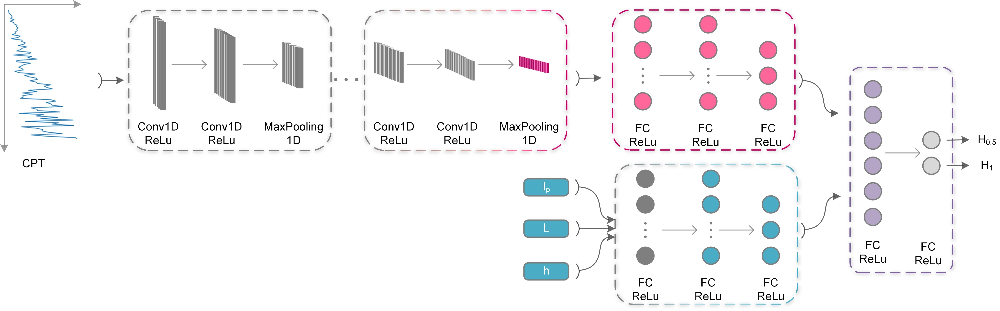 CPT
Conv1D
ReLu
Conv1D
ReLu
MaxPooling
1D
Conv1D
ReLu
Conv1D
ReLu
MaxPooling
1D
FC
ReLu
FC
ReLu
FC
ReLu
Ip
L
h
FC
ReLu
FC
ReLu
FC
ReLu
FC
ReLu
FC
ReLu
H0.5
H1